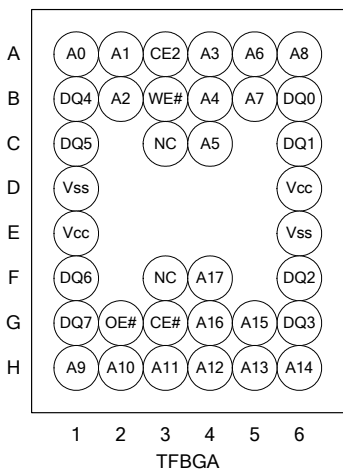 A A0 A1 CE2 A3 A6 A8
B DQ4 A2 WE# A4 A7 DQ0
C DQ5 NC A5 DQ1
D Vss Vcc
E Vcc Vss
F DQ6 NC A17 DQ2
G DQ7 OE# CE# A16 A15 DQ3
H A9 A10 A11 A12 A13 A14
1 2 3 4 5 6
TFBGA